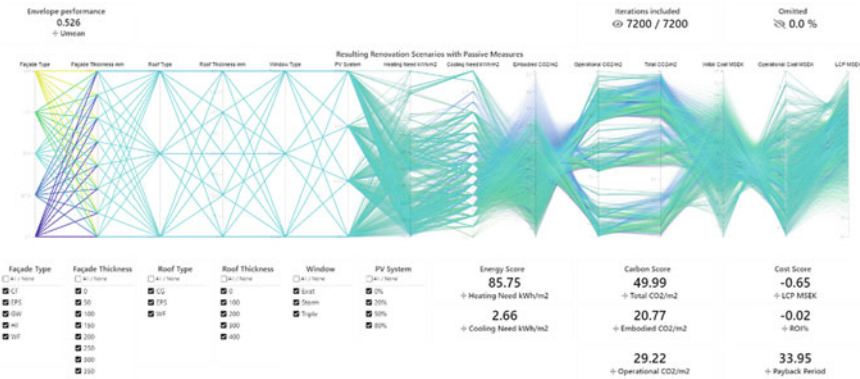 Envelope performance
0.526
÷ Umean
Iterations included
7200 / 7200
Omitted
0.0 %
Resulting Renovation Scenarios with Passive Measures
Façade Type Façade Thickness mm Roof Type Roof Thickness mm Window Type PV System Heating Need kWh/m2 Cooling Need kWh/m2 Embodied CO2/m2 Operational CO2/m2 Total CO2/m2 Initial Cost MSEK Operational Cost MSEK LCP MSEK
Façade Type Façade Thickness Roof Type Roof Thickness Window PV System
All / None All / None All / None All / None All / None All / None
CF 0 CG 0 Exist 0%
EPS 50 EPS 100 Storm 20%
GW 100 WF 200 Triple 50%
HF 150 300 80%
WF 200 400
250
300
350
Energy Score
85.75
÷ Heating Need kWh/m2
2.66
÷ Cooling Need kWh/m2
Carbon Score
49.99
÷ Total CO2/m2
20.77
÷ Embodied CO2/m2
29.22
÷ Operational CO2/m2
Cost Score
-0.65
÷ LCP MSEK
-0.02
÷ ROI%
33.95
÷ Payback Period